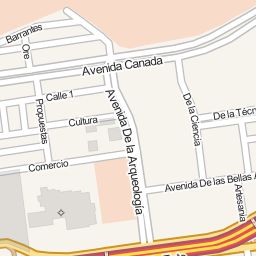 Barrantes
Ore
Avenida Canada
Calle 1
Propuestas
Cultura
Avenida De la Arqueología
De la Ciencia
De la Técn
Comercio
Avenida De las Bellas A
Artesania